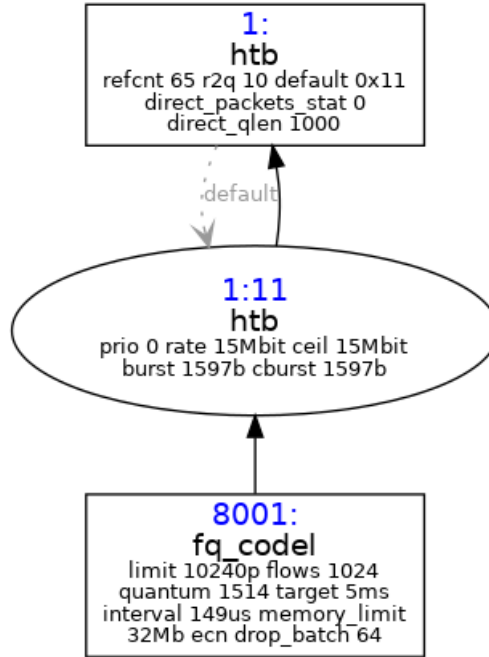 1:
htb
refcnt 65 r2q 10 default 0x11
direct_packets_stat 0
direct_qlen 1000
default
1:11
htb
prio 0 rate 15Mbit ceil 15Mbit
burst 1597b cburst 1597b
8001:
fq_codel
limit 10240p flows 1024
quantum 1514 target 5ms
interval 149us memory_limit
32Mb ecn drop_batch 64